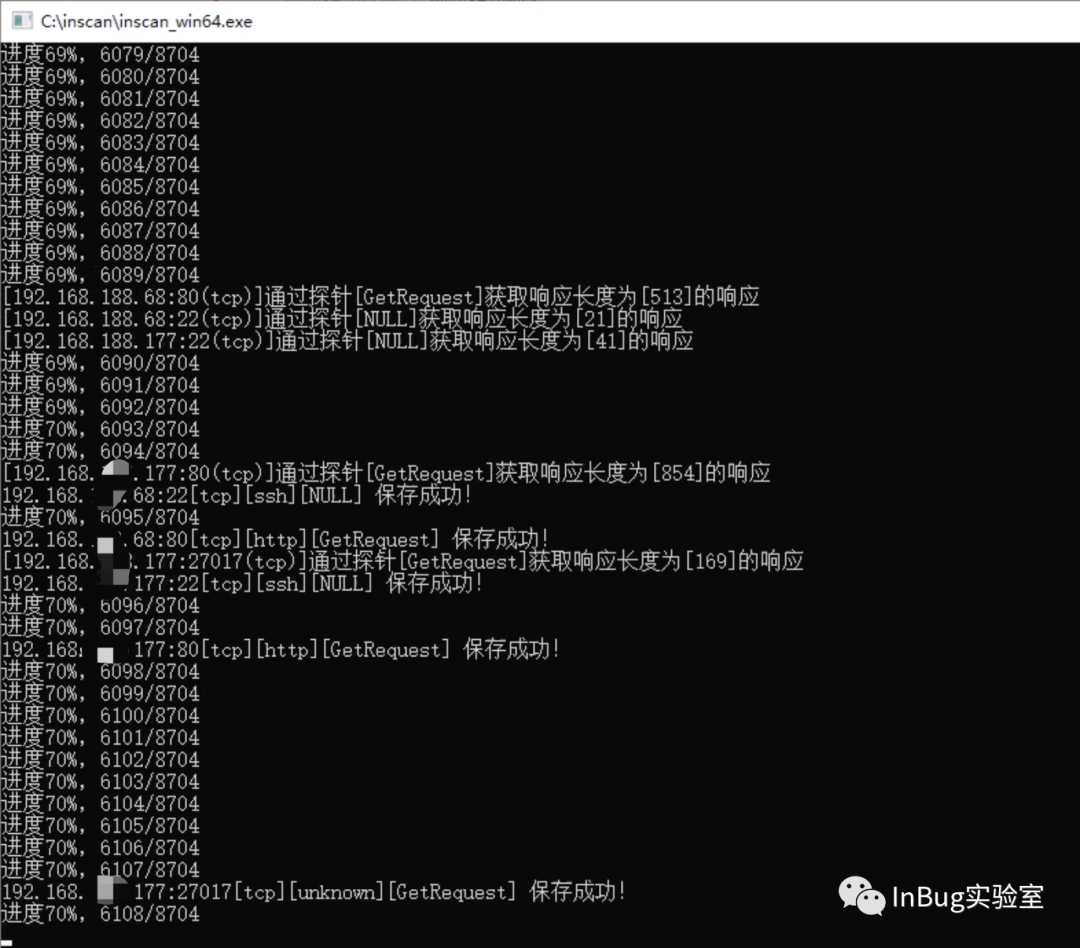 C:\inscan\inscan_win64.exe
进度69%, 6079/8704
进度69%, 6080/8704
进度69%, 6081/8704
进度69%, 6082/8704
进度69%, 6083/8704
进度69%, 6084/8704
进度69%, 6085/8704
进度69%, 6086/8704
进度69%, 6087/8704
进度69%, 6088/8704
进度69%, 6089/8704
[192.168.188.68:80(tcp)]通过探针[GetRequest]获取响应长度为[513]的响应
[192.168.188.68:22(tcp)]通过探针[NULL]获取响应长度为[21]的响应
[192.168.188.177:22(tcp)]通过探针[NULL]获取响应长度为[41]的响应
进度69%, 6090/8704
进度69%, 6091/8704
进度69%, 6092/8704
进度70%, 6093/8704
进度70%, 6094/8704
[192.168. .177:80(tcp)]通过探针[GetRequest]获取响应长度为[854]的响应
192.168. .68:22[tcp][ssh][NULL] 保存成功!
进度70%, 6095/8704
192.168. .68:80[tcp][http][GetRequest] 保存成功!
[192.168. .177:27017(tcp)]通过探针[GetRequest]获取响应长度为[169]的响应
192.168. 177:22[tcp][ssh][NULL] 保存成功!
进度70%, 6096/8704
进度70%, 6097/8704
192.168. 177:80[tcp][http][GetRequest] 保存成功!
进度70%, 6098/8704
进度70%, 6099/8704
进度70%, 6100/8704
进度70%, 6101/8704
进度70%, 6102/8704
进度70%, 6103/8704
进度70%, 6104/8704
进度70%, 6105/8704
进度70%, 6106/8704
进度70%, 6107/8704
192.168. 177:27017[tcp][unknown][GetRequest] 保存成功!
进度70%, 6108/8704
InBug实验室